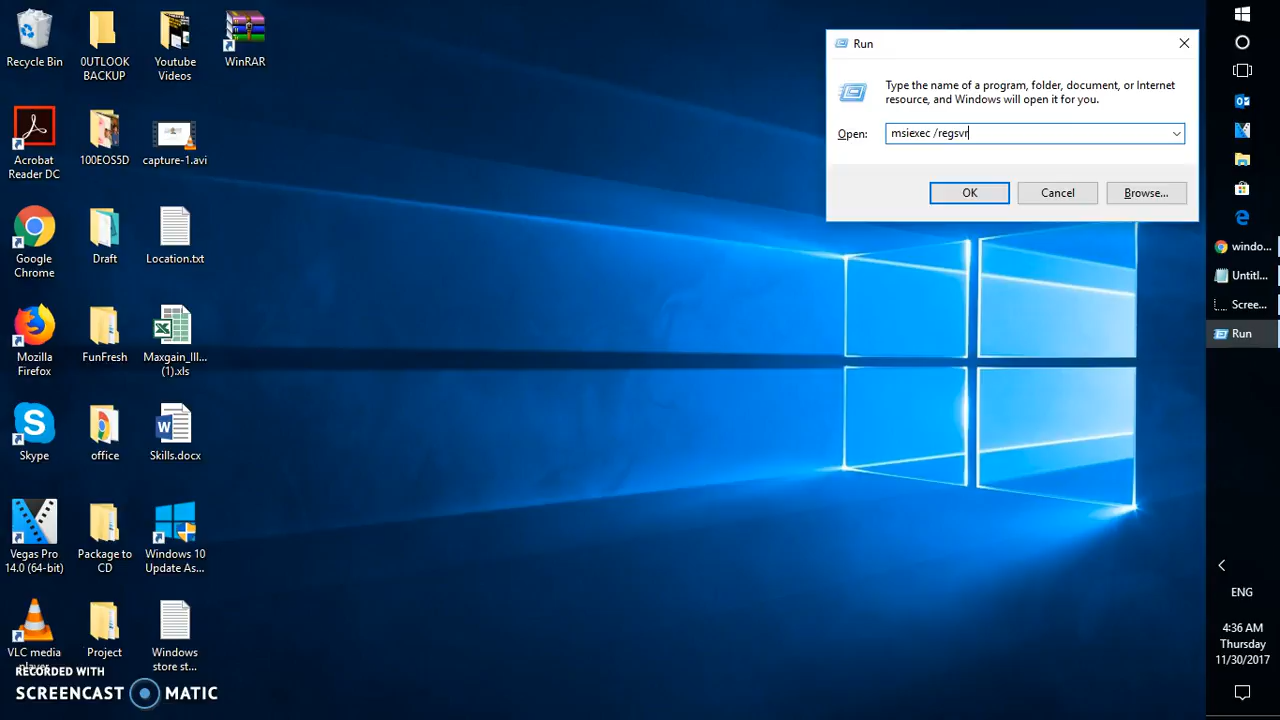 Recycle Bin
0UTLOOK
BACKUP
Youtube
Videos
WinRAR
Acrobat
Reader DC
100EOS5D
capture-1.avi
Google
Chrome
Draft
Location.txt
Mozilla
Firefox
FunFresh
Maxgain_Ill...
(1).xls
Skype
office
Skills.docx
Vegas Pro
14.0 (64-bit)
Package to
CD
Windows 10
Update As...
VLC media
player
Project
Windows
store st...
RECORDED WITH
SCREENCAST MATIC
Run
Type the name of a program, folder, document, or Internet
resource, and Windows will open it for you.
Open: msiexec /regsvr
OK Cancel Browse...
windo...
Untitl...
Scree...
Run
ENG
4:36 AM
Thursday
11/30/2017